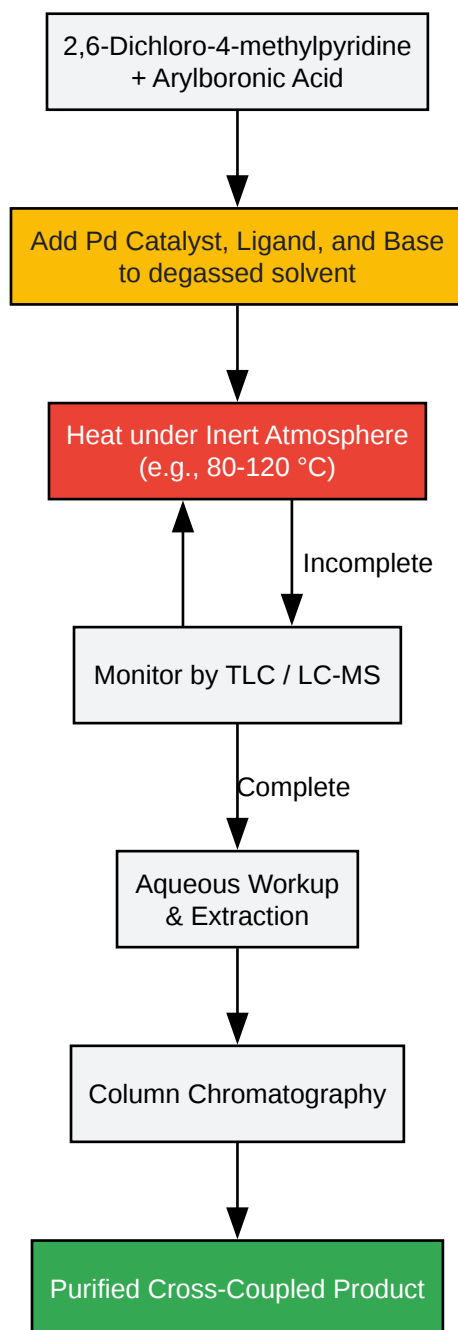 2,6-Dichloro-4-methylpyridine
+ Arylboronic Acid
Add Pd Catalyst, Ligand, and Base
to degassed solvent
Heat under Inert Atmosphere
(e.g., 80-120 °C)
Incomplete
Monitor by TLC / LC-MS
Complete
Aqueous Workup
& Extraction
Column Chromatography
Purified Cross-Coupled Product